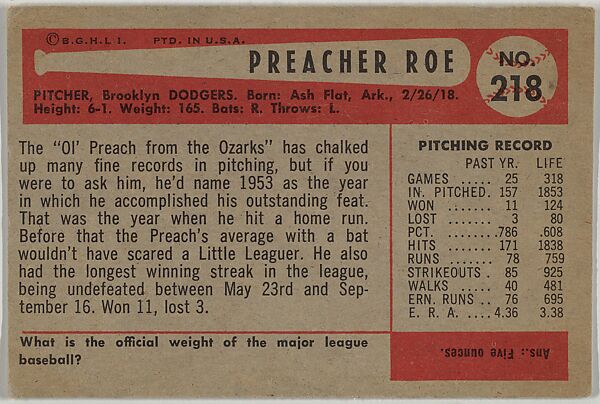 © B.G.H.L.I. PTD. IN U.S.A.
PREACHER ROE
NO.
218
PITCHER, Brooklyn DODGERS. Born: Ash Flat, Ark., 2/26/18.
Height: 6-1. Weight: 165. Bats: R. Throws: L.
The "Ol' Preach from the Ozarks" has chalked
up many fine records in pitching, but if you
were to ask him, he'd name 1953 as the year
in which he accomplished his outstanding feat.
That was the year when he hit a home run.
Before that the Preach's average with a bat
wouldn't have scared a Little Leaguer. He also
had the longest winning streak in the league,
being undefeated between May 23rd and Sep-
tember 16. Won 11, lost 3.
PITCHING RECORD
PAST YR. LIFE
GAMES ..... 25 318
IN. PITCHED. 157 1853
WON ....... 11 124
LOST ....... 3 80
PCT. ...... .786 .608
HITS ...... 171 1838
RUNS ...... 78 759
STRIKEOUTS . 85 925
WALKS ..... 40 481
ERN. RUNS .. 76 695
E. R. A. .... 4.36 3.38
What is the official weight of the major league
baseball?
Ans.: Five ounces.